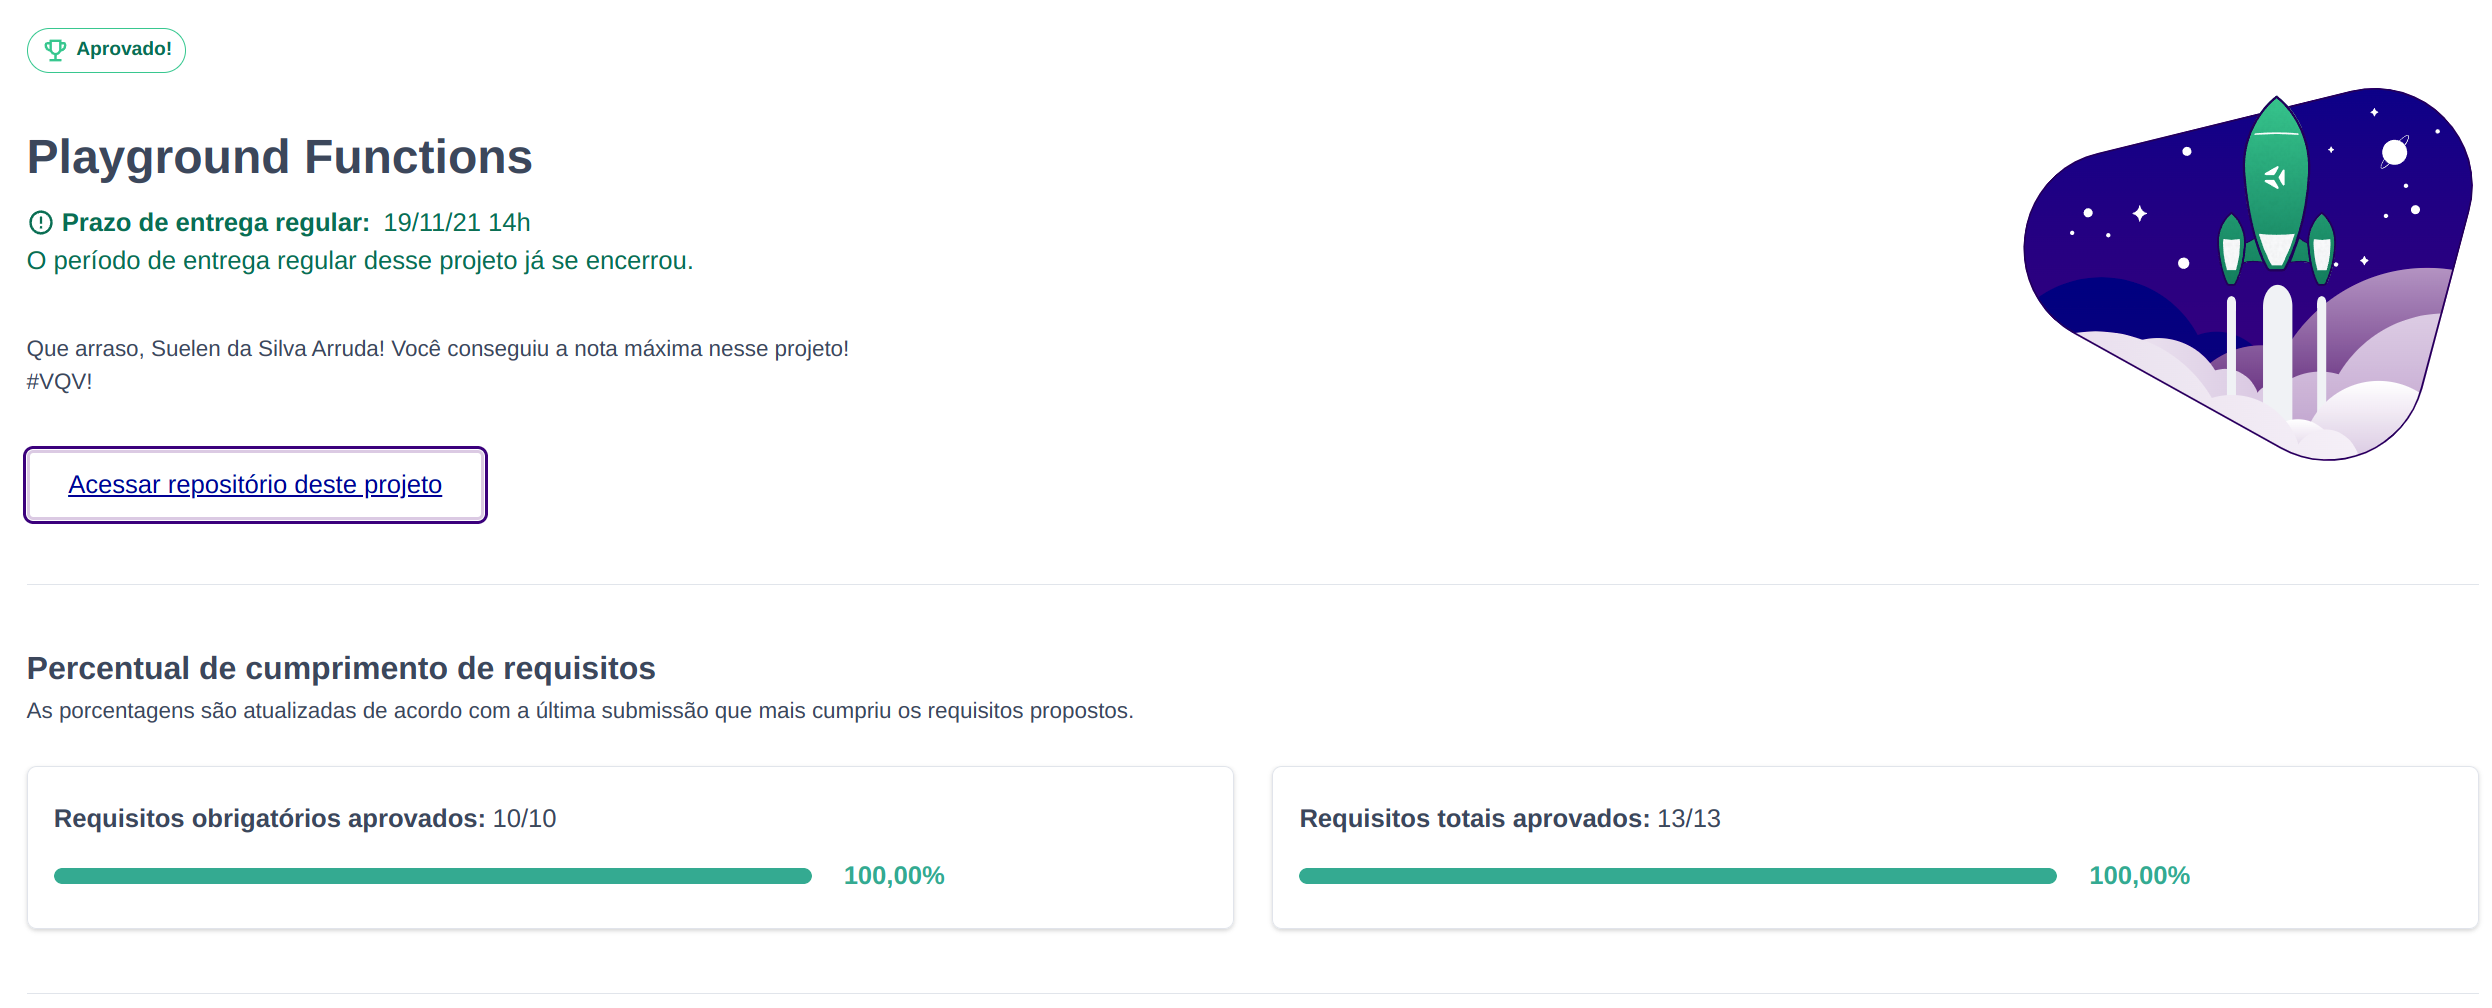 Aprovado!
Playground Functions
Prazo de entrega regular: 19/11/21 14h
O período de entrega regular desse projeto já se encerrou.
Que arraso, Suelen da Silva Arruda! Você conseguiu a nota máxima nesse projeto!
#VQV!
Acessar repositório deste projeto
Percentual de cumprimento de requisitos
As porcentagens são atualizadas de acordo com a última submissão que mais cumpriu os requisitos propostos.
Requisitos obrigatórios aprovados: 10/10
100,00%
Requisitos totais aprovados: 13/13
100,00%